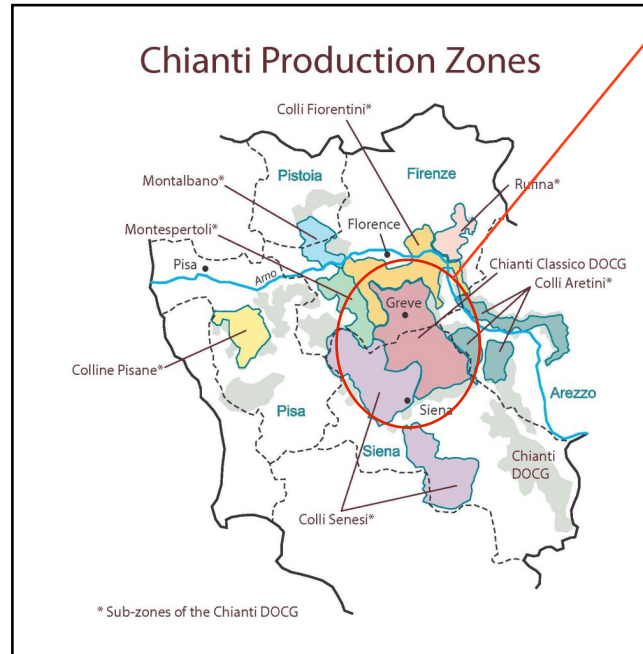 Chianti Production Zones
Colli Fiorentini*
Pistoia
Firenze
Montalbano*
Rufina*
Montespertoli*
Florence
Pisa
Arno
Chianti Classico DOCG
Colli Aretini*
Greve
Colline Pisane*
Siena
Arezzo
Pisa
Siena
Chianti
DOCG
Colli Senesi*
* Sub-zones of the Chianti DOCG